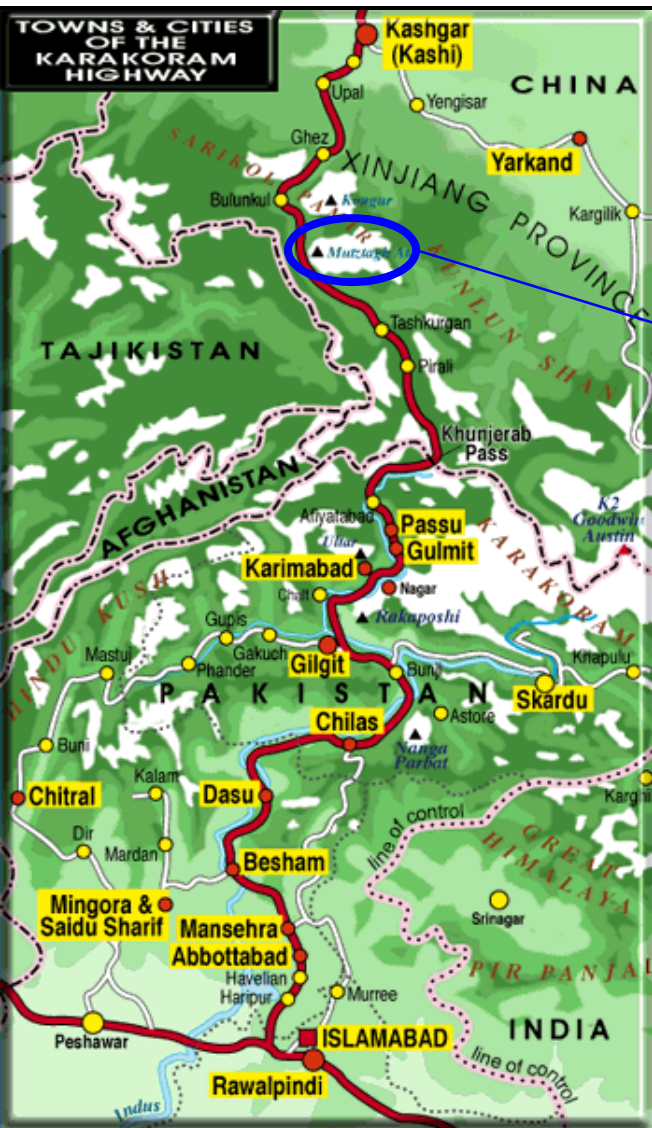 TOWNS & CITIES
OF THE
KARAKORAM
HIGHWAY
Kashgar
(Kashi)
CHINA
Upal
Yengisar
Ghez
Yarkand
SARIKOL PAMIR
XINJIANG PROVINCE
Bulunkul
Kongur
Kargilik
Mutztagh At
KUNLUN SHAN
Tashkurgan
TAJIKISTAN
Pirali
Khunjerab
Pass
AFGHANISTAN
Afiyatabad
Passu
Gulmit
K2
Goodwin
Austin
KARAKORAM
Ultar
Karimabad
HINDU KUSH
Chalt
Nagar
Rakaposhi
Gupis
Gakuch
Gilgit
Mastuj
Phander
Bunji
Khapulu
PAKISTAN
Skardu
Chilas
Astore
Buni
Nanga
Parbat
Kalam
Chitral
Dasu
Karghi
line of control
Dir
Mardan
GREAT
HIMALAYA
Besham
Mingora &
Saidu Sharif
Srinagar
Mansehra
Abbottabad
Havelian
Haripur
PIR PANJAL
Murree
Peshawar
ISLAMABAD
INDIA
line of control
Rawalpindi
Indus